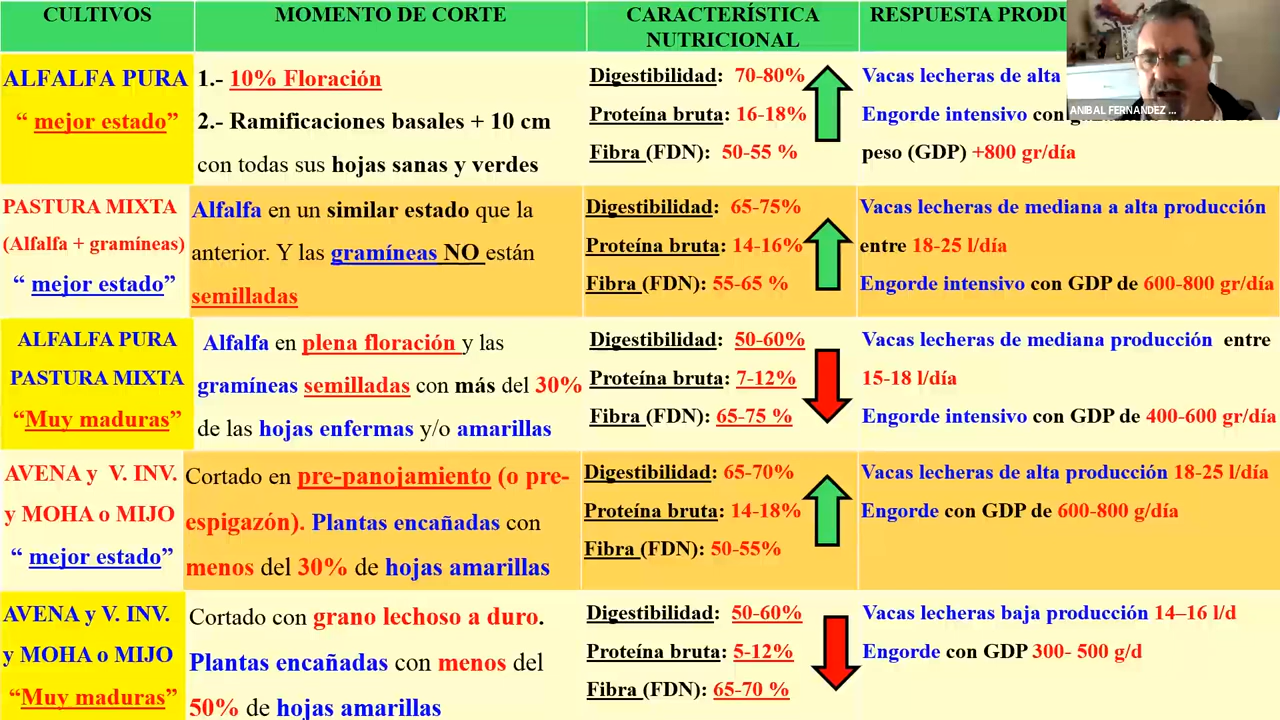 CULTIVOS
MOMENTO DE CORTE
CARACTERÍSTICA
NUTRICIONAL
RESPUESTA
ANIBAL FERNANDEZ ...
ALFALFA PURA
“ mejor estado”
1.- 10% Floración
2.- Ramificaciones basales + 10 cm
con todas sus hojas sanas y verdes
Digestibilidad: 70-80%
Proteína bruta: 16-18%
Fibra (FDN): 50-55 %
Vacas lecheras de alta
Engorde intensivo con
peso (GDP) +800 gr/día
PASTURA MIXTA
(Alfalfa + gramíneas)
“ mejor estado”
Alfalfa en un similar estado que la
anterior. Y las gramíneas NO están
semilladas
Digestibilidad: 65-75%
Proteína bruta: 14-16%
Fibra (FDN): 55-65 %
Vacas lecheras de mediana a alta producción
entre 18-25 l/día
Engorde intensivo con GDP de 600-800 gr/día
ALFALFA PURA
PASTURA MIXTA
“Muy maduras”
Alfalfa en plena floración y las
gramíneas semilladas con más del 30%
de las hojas enfermas y/o amarillas
Digestibilidad: 50-60%
Proteína bruta: 7-12%
Fibra (FDN): 65-75 %
Vacas lecheras de mediana producción entre
15-18 l/día
Engorde intensivo con GDP de 400-600 gr/día
AVENA y V. INV.
y MOHA o MIJO
“ mejor estado”
Cortado en pre-panojamiento (o pre-
espigazón). Plantas encañadas con
menos del 30% de hojas amarillas
Digestibilidad: 65-70%
Proteína bruta: 14-18%
Fibra (FDN): 50-55%
Vacas lecheras de alta producción 18-25 l/día
Engorde con GDP de 600-800 g/día
AVENA y V. INV.
y MOHA o MIJO
“Muy maduras”
Cortado con grano lechoso a duro.
Plantas encañadas con menos del
50% de hojas amarillas
Digestibilidad: 50-60%
Proteína bruta: 5-12%
Fibra (FDN): 65-70 %
Vacas lecheras baja producción 14–16 l/d
Engorde con GDP 300- 500 g/d